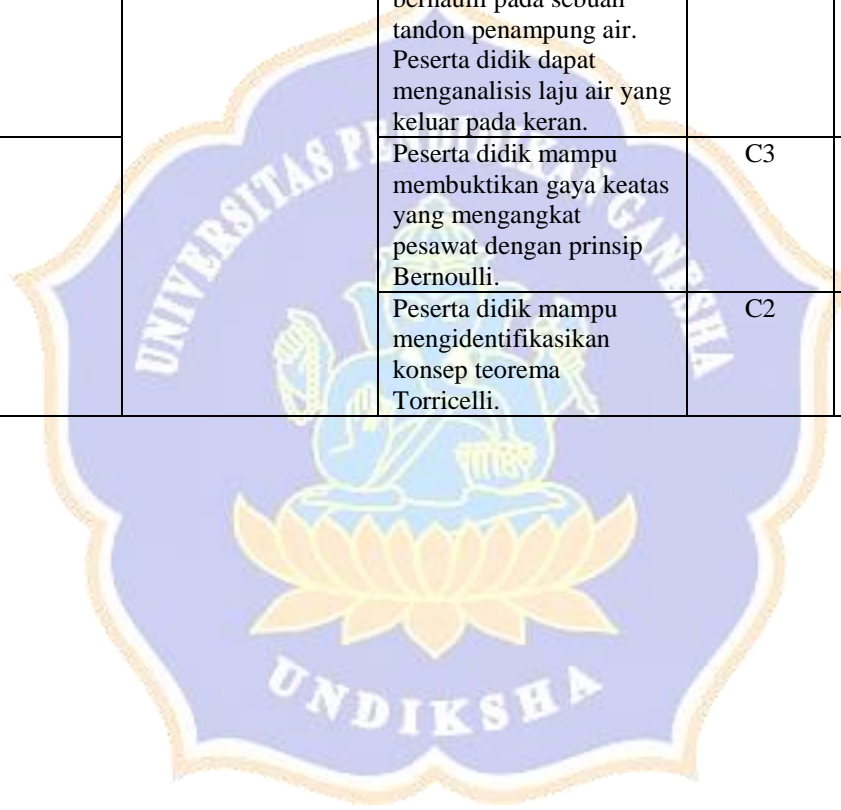 bernaulli pada sebuah
tandon penampung air.
Peserta didik dapat
menganalisis laju air yang
keluar pada keran.
Peserta didik mampu
membuktikan gaya keatas
yang mengangkat
pesawat dengan prinsip
Bernoulli.
C3
Peserta didik mampu
mengidentifikasikan
konsep teorema
Torricelli.
C2
UNIVERSITAS PENDIDIKAN GANESHA
UNDIKSHA